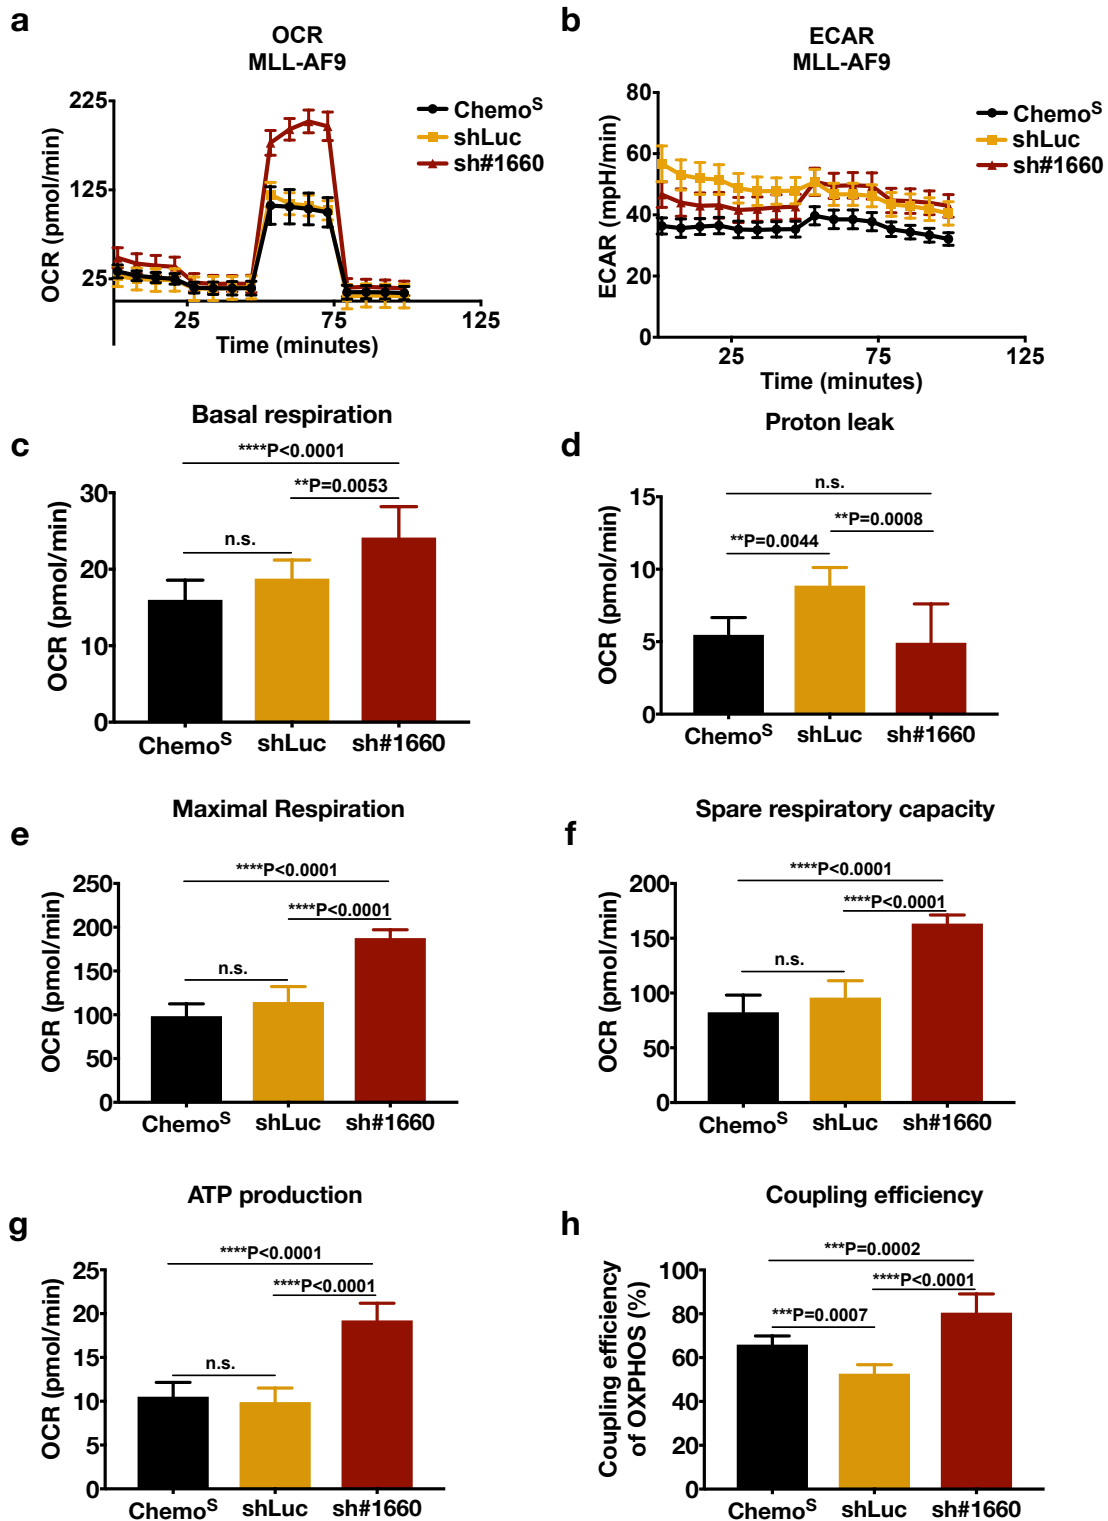 a
OCR
MLL-AF9
OCR (pmol/min)
225
125
25
25
75
125
Time (minutes)
Chemo^S
shLuc
sh#1660
b
ECAR
MLL-AF9
ECAR (mpH/min)
80
60
40
20
0
25
75
125
Time (minutes)
Chemo^S
shLuc
sh#1660
c
Basal respiration
****P<0.0001
**P=0.0053
n.s.
OCR (pmol/min)
30
20
10
0
Chemo^S
shLuc
sh#1660
d
Proton leak
n.s.
**P=0.0008
**P=0.0044
OCR (pmol/min)
15
10
5
0
Chemo^S
shLuc
sh#1660
e
Maximal Respiration
****P<0.0001
****P<0.0001
n.s.
OCR (pmol/min)
250
200
150
100
50
0
Chemo^S
shLuc
sh#1660
f
Spare respiratory capacity
****P<0.0001
****P<0.0001
n.s.
OCR (pmol/min)
200
150
100
50
0
Chemo^S
shLuc
sh#1660
g
ATP production
****P<0.0001
****P<0.0001
n.s.
OCR (pmol/min)
25
20
15
10
5
0
Chemo^S
shLuc
sh#1660
h
Coupling efficiency
***P=0.0002
****P<0.0001
***P=0.0007
Coupling efficiency
of OXPHOS (%)
100
80
60
40
20
0
Chemo^S
shLuc
sh#1660